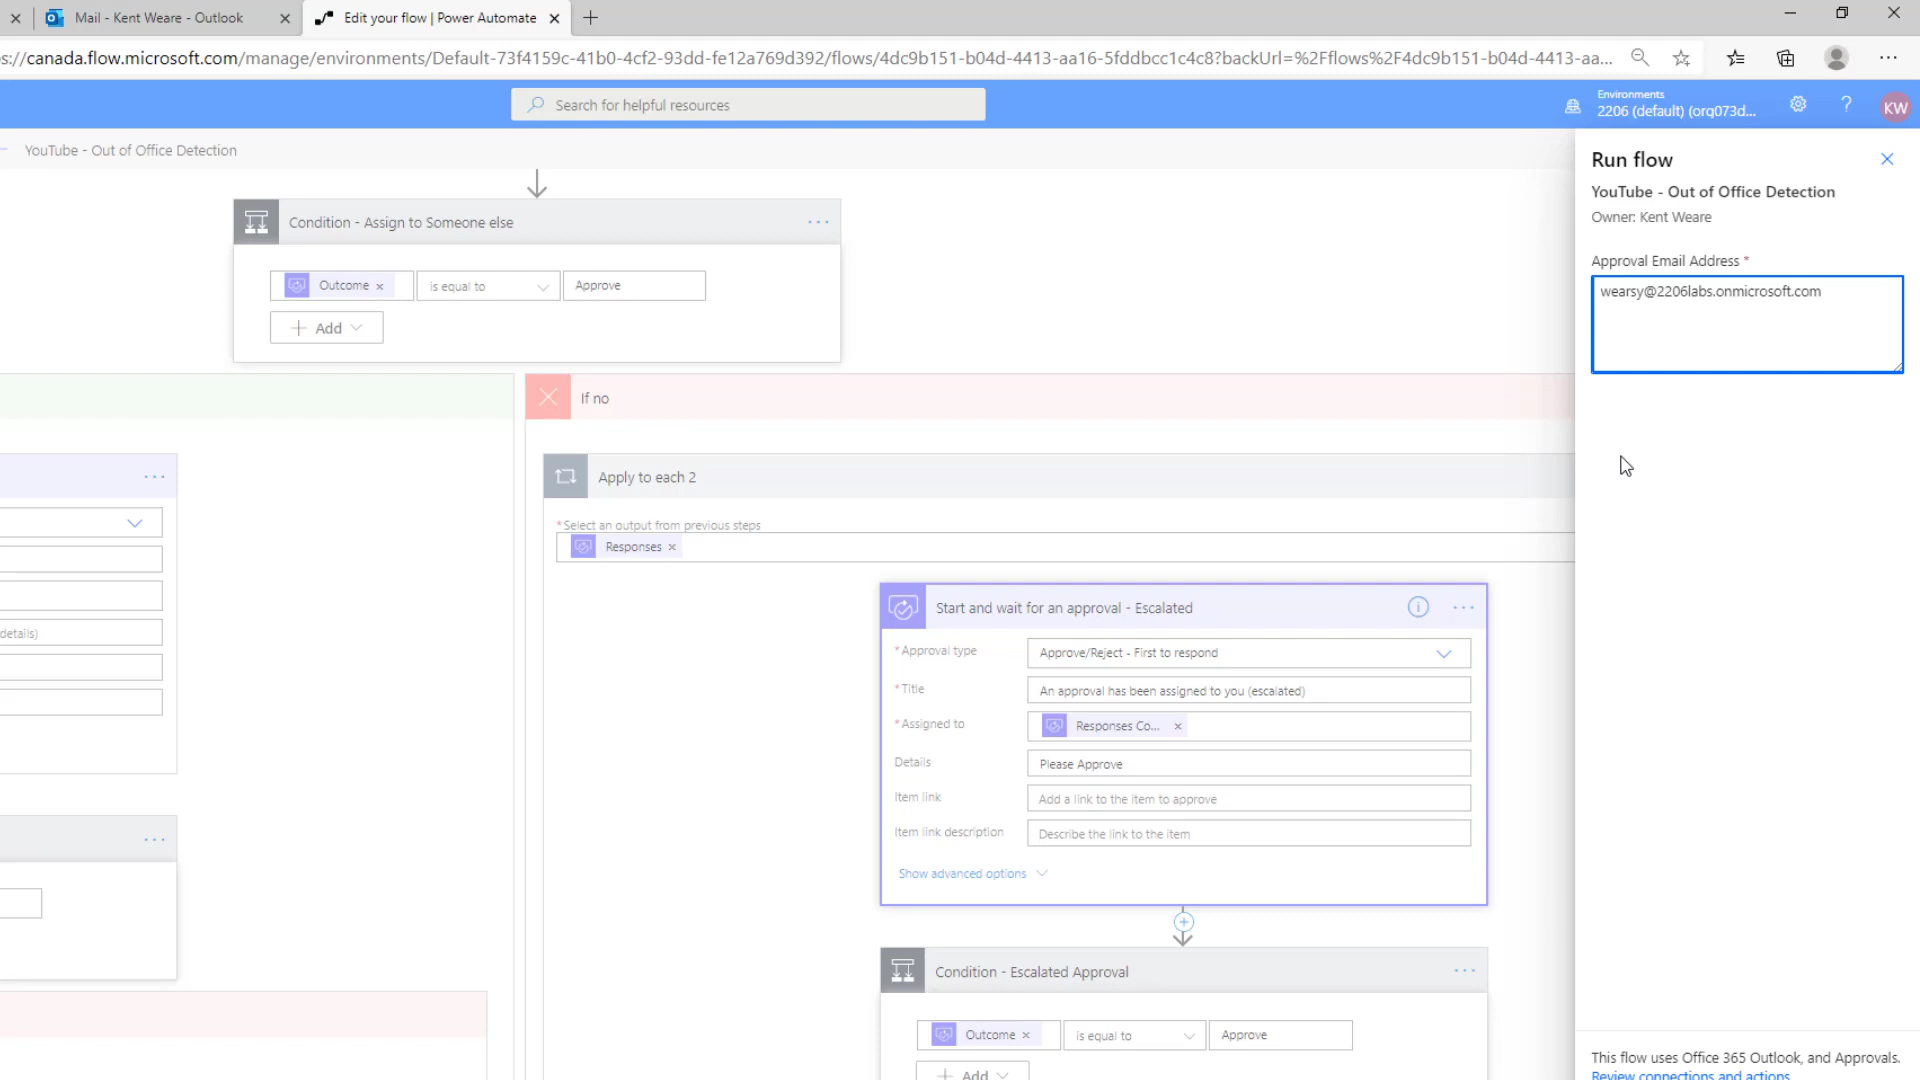 Mail - Kent Weare - Outlook
Edit your flow | Power Automate
s://canada.flow.microsoft.com/manage/environments/Default-73f4159c-41b0-4cf2-93dd-fe12a769d392/flows/4dc9b151-b04d-4413-aa16-5fddbcc1c4c8?backUrl=%2Fflows%2F4dc9b151-b04d-4413-aa...
Search for helpful resources
Environments
2206 (default) (org073d...
?
KW
YouTube - Out of Office Detection
Condition - Assign to Someone else
Outcome
is equal to
Approve
Add
If no
Apply to each 2
* Select an output from previous steps
Responses
details)
Start and wait for an approval - Escalated
* Approval type
Approve/Reject - First to respond
* Title
An approval has been assigned to you (escalated)
* Assigned to
Responses Co...
Details
Please Approve
Item link
Add a link to the item to approve
Item link description
Describe the link to the item
Show advanced options
Condition - Escalated Approval
Outcome
is equal to
Approve
Add
Run flow
YouTube - Out of Office Detection
Owner: Kent Weare
Approval Email Address *
wearsy@2206labs.onmicrosoft.com
This flow uses Office 365 Outlook, and Approvals.
Review connections and actions